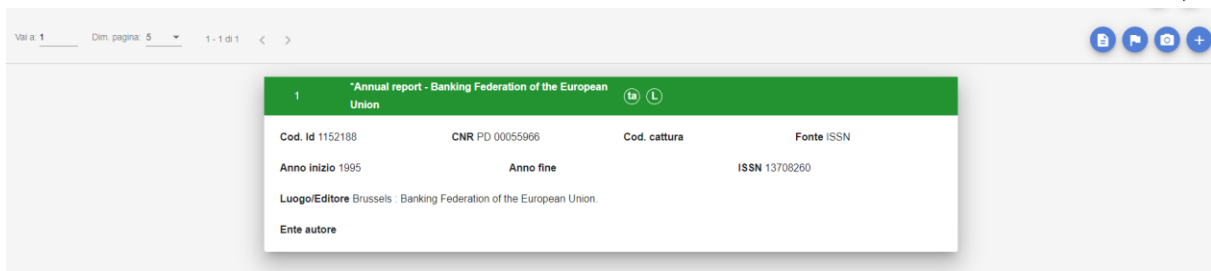 Vai a: 1 Dim. pagina: 5 1 - 1 di 1
1 *Annual report - Banking Federation of the European
Union ta L
Cod. Id 1152188 CNR PD 00055966 Cod. cattura Fonte ISSN
Anno inizio 1995 Anno fine ISSN 13708260
Luogo/Editore Brussels : Banking Federation of the European Union.
Ente autore